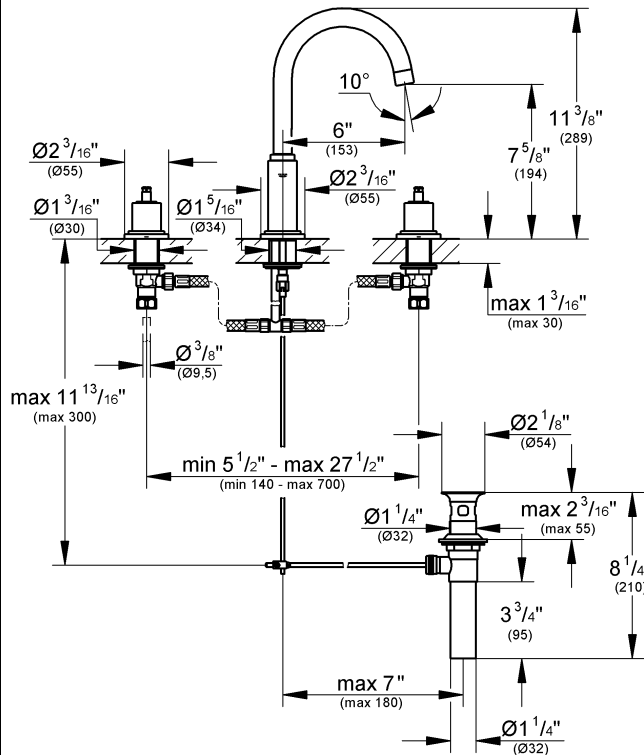 10°
6"
(153)
11 3/8"
(289)
7 5/8"
(194)
Ø2 3/16"
(Ø55)
Ø2 3/16"
(Ø55)
Ø1 3/16"
(Ø30)
Ø1 5/16"
(Ø34)
max 1 3/16"
(max 30)
Ø 3/8"
(Ø9,5)
max 11 13/16"
(max 300)
Ø2 1/8"
(Ø54)
min 5 1/2" - max 27 1/2"
(min 140 - max 700)
max 2 3/16"
(max 55)
Ø1 1/4"
(Ø32)
8 1/4
(210)
3 3/4"
(95)
max 7"
(max 180)
Ø1 1/4"
(Ø32)